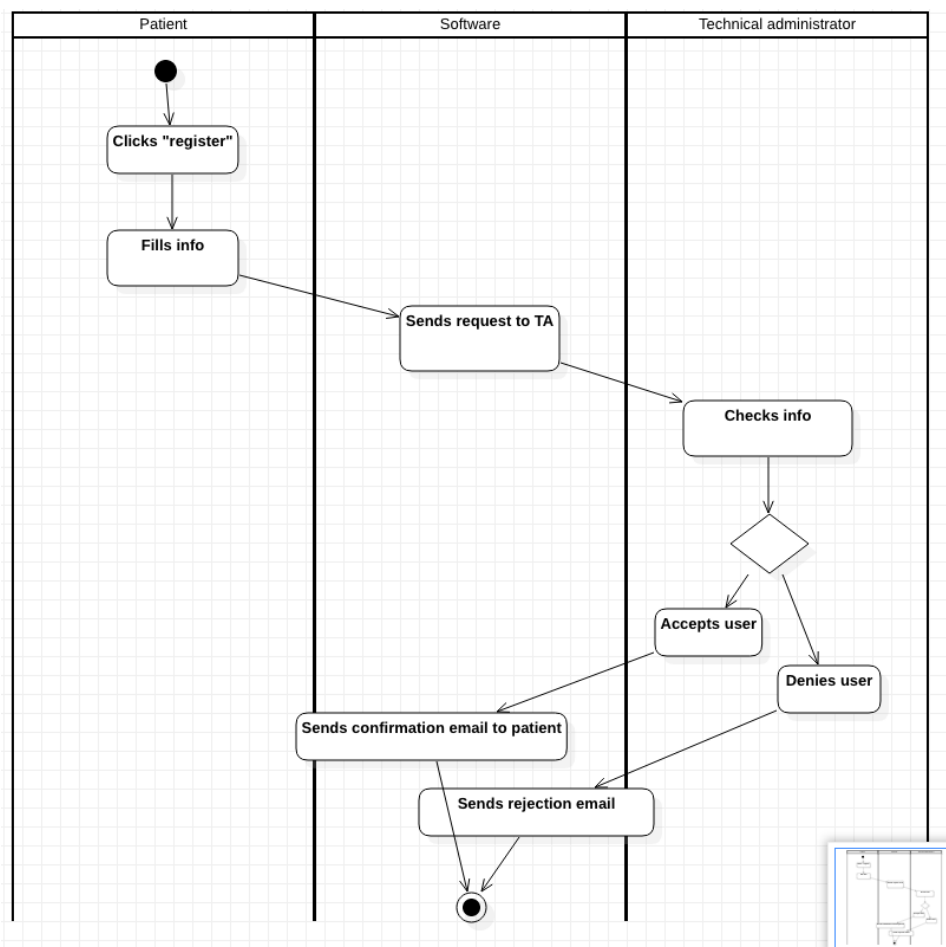 Patient
Software
Technical administrator
Clicks "register"
Fills info
Sends request to TA
Checks info
Accepts user
Denies user
Sends confirmation email to patient
Sends rejection email